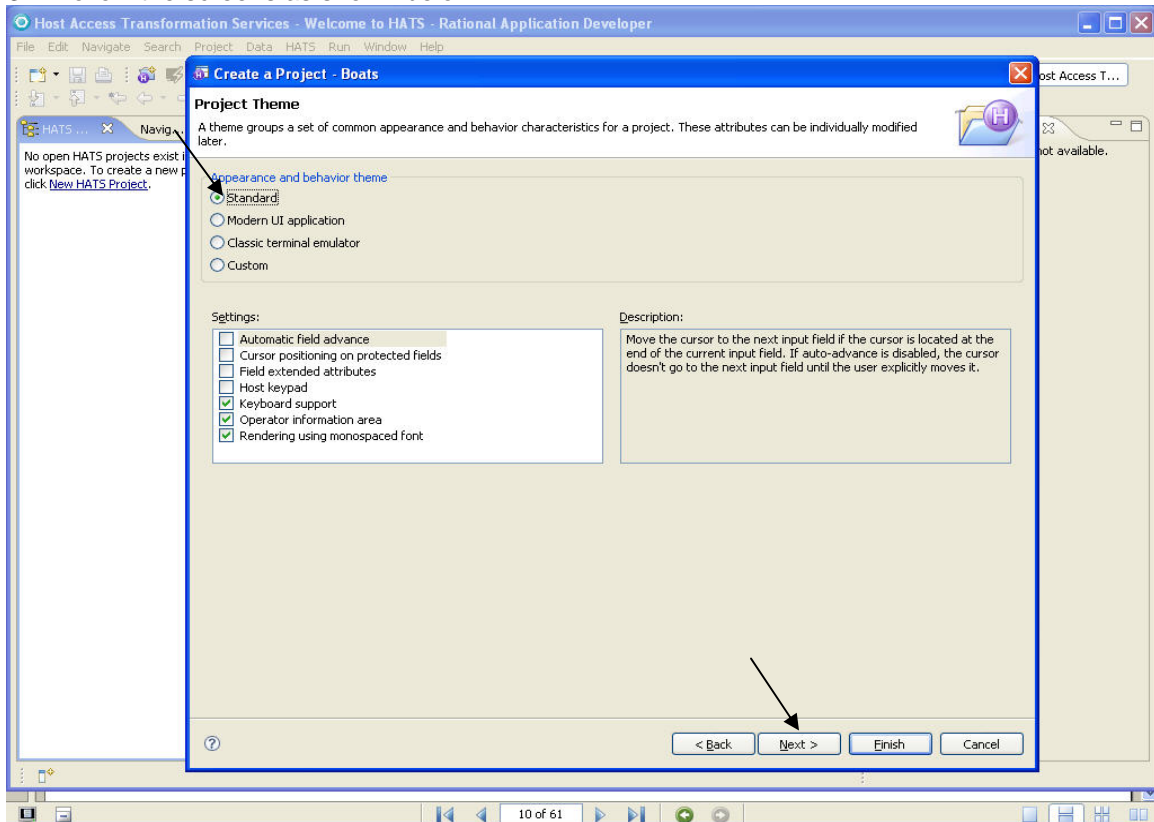 Host Access Transformation Services - Welcome to HATS - Rational Application Developer
File Edit Navigate Search Project Data HATS Run Window Help
Create a Project - Boats
ost Access T...
Project Theme
HATS ...
Navig...
A theme groups a set of common appearance and behavior characteristics for a project. These attributes can be individually modified
later.
H
No open HATS projects exist i
workspace. To create a new p
click New HATS Project.
not available.
Appearance and behavior theme
Standard
Modern UI application
Classic terminal emulator
Custom
Settings:
Automatic field advance
Cursor positioning on protected fields
Field extended attributes
Host keypad
Keyboard support
Operator information area
Rendering using monospaced font
Description:
Move the cursor to the next input field if the cursor is located at the
end of the current input field. If auto-advance is disabled, the cursor
doesn't go to the next input field until the user explicitly moves it.
?
< Back
Next >
Finish
Cancel
10 of 61